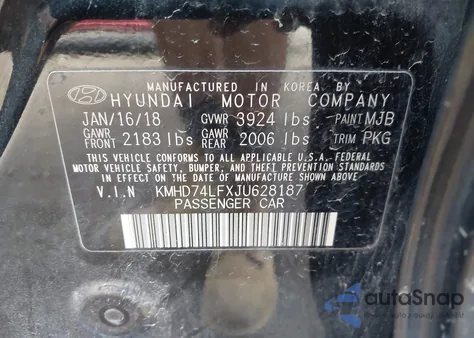 MANUFACTURED IN KOREA BY
HYUNDAI MOTOR COMPANY
JAN/16/18 GVWR 3924 lbs PAINT MJB
GAWR FRONT 2183 lbs GAWR REAR 2006 lbs TRIM PKG
THIS VEHICLE CONFORMS TO ALL APPLICABLE U.S.A. FEDERAL
MOTOR VEHICLE SAFETY, BUMPER, AND THEFT PREVENTION
STANDARDS IN EFFECT ON THE DATE OF MANUFACTURE
SHOWN ABOVE.
V.I.N KMHD74LFXJU628187
PASSENGER CAR
autoSnap